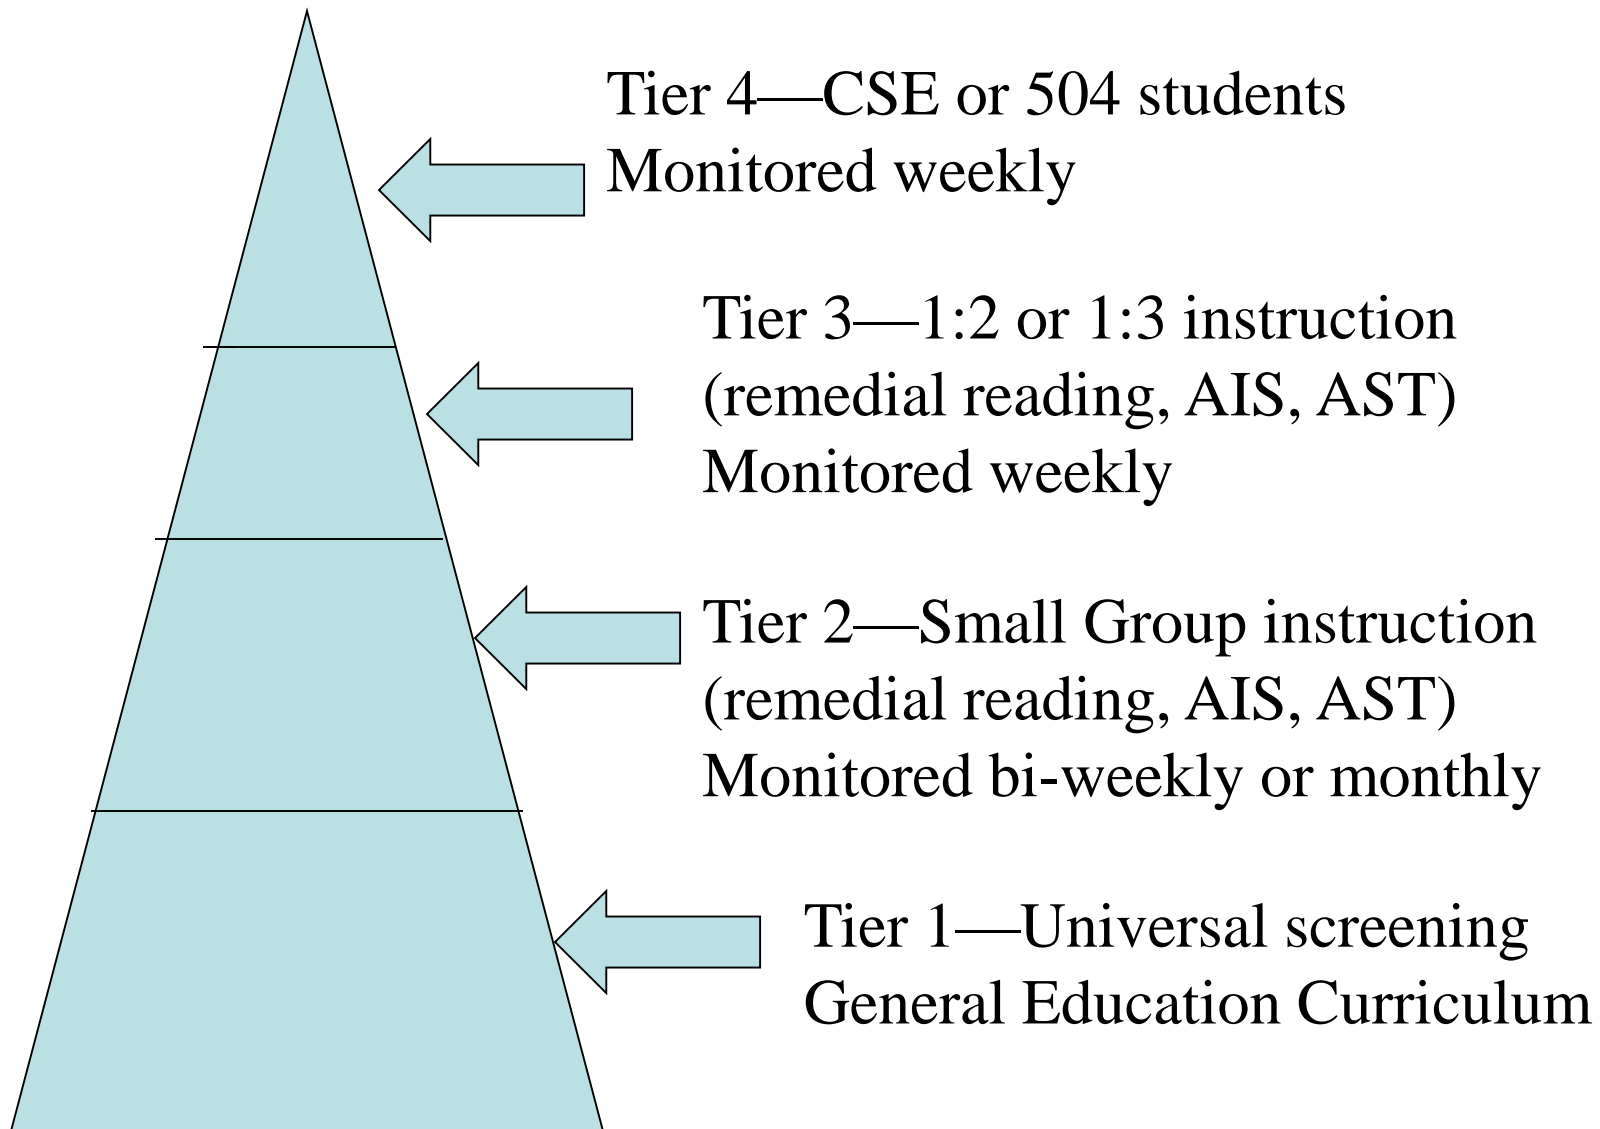 Tier 4—CSE or 504 students
Monitored weekly
Tier 3—1:2 or 1:3 instruction
(remedial reading, AIS, AST)
Monitored weekly
Tier 2—Small Group instruction
(remedial reading, AIS, AST)
Monitored bi-weekly or monthly
Tier 1—Universal screening
General Education Curriculum